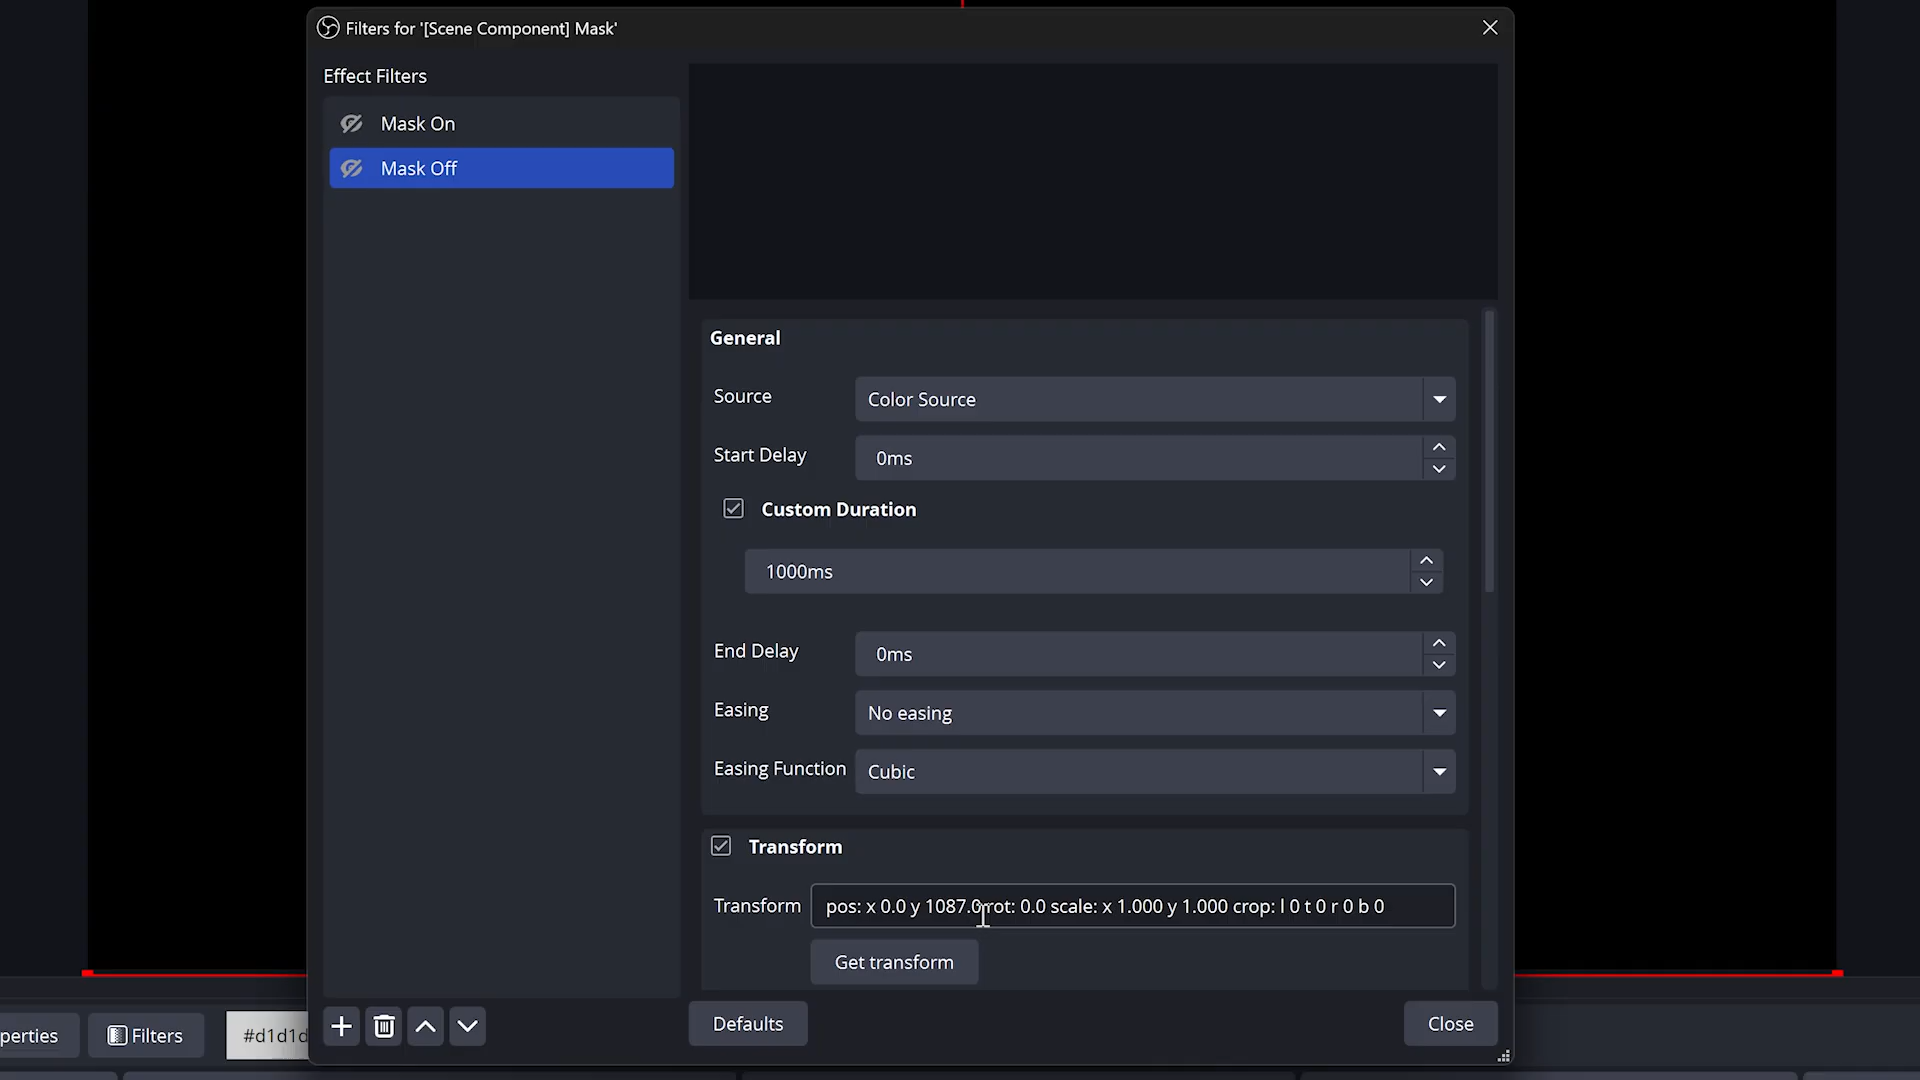 Filters for '[Scene Component] Mask'
Effect Filters
Mask On
Mask Off
General
Source Color Source
Start Delay 0ms
Custom Duration
1000ms
End Delay 0ms
Easing No easing
Easing Function Cubic
Transform
Transform pos: x 0.0 y 1087.0 rot: 0.0 scale: x 1.000 y 1.000 crop: l 0 t 0 r 0 b 0
Get transform
Defaults Close
perties Filters #d1d1d